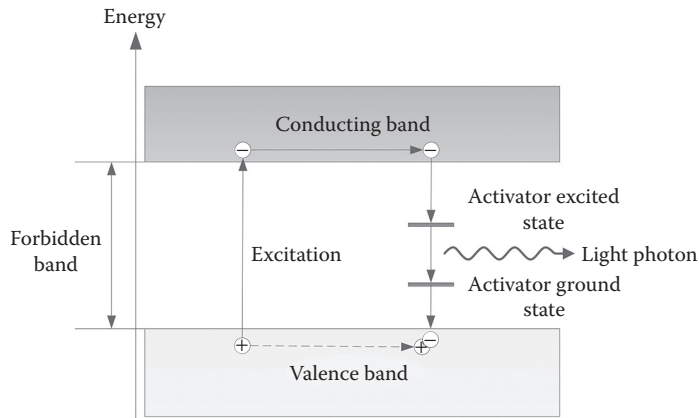 Energy
Conducting band
Activator excited
state
Forbidden
band
Excitation
Light photon
Activator ground
state
Valence band